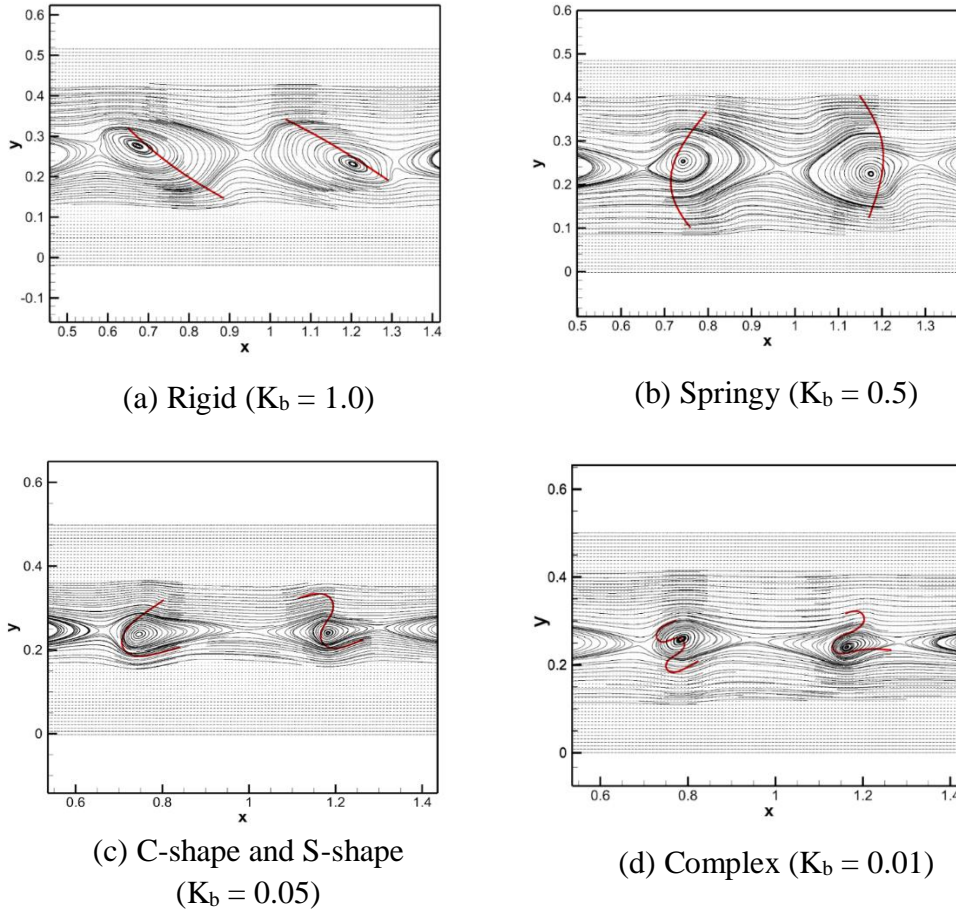 0.6
0.5
0.4
0.3
y
0.2
0.1
0
-0.1
0.5 0.6 0.7 0.8 0.9 1 1.1 1.2 1.3 1.4
x
(a) Rigid (K_b = 1.0)
0.6
0.5
0.4
0.3
y
0.2
0.1
0
0.5 0.6 0.7 0.8 0.9 1 1.1 1.2 1.3
x
(b) Springy (K_b = 0.5)
0.6
0.4
y
0.2
0
0.6 0.8 1 1.2 1.4
x
(c) C-shape and S-shape
(K_b = 0.05)
0.6
0.4
y
0.2
0
0.6 0.8 1 1.2 1.4
x
(d) Complex (K_b = 0.01)